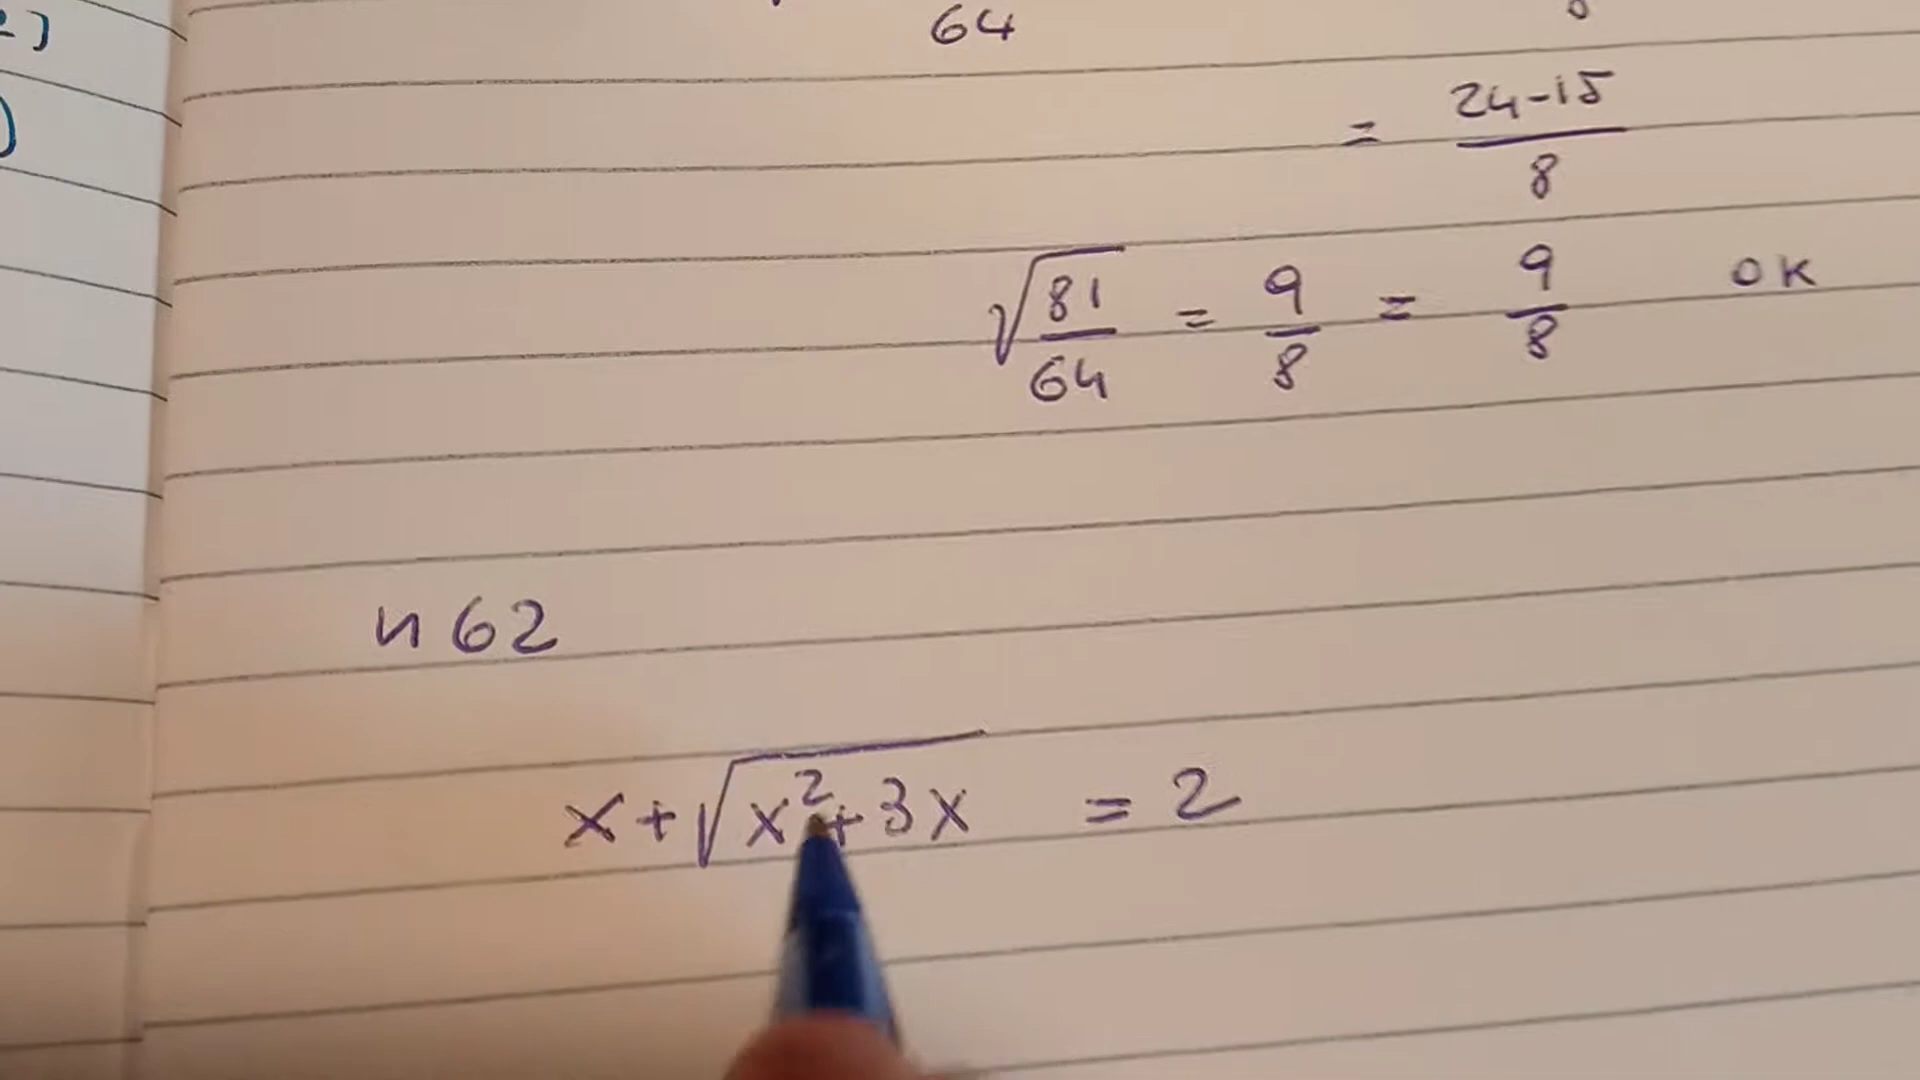 64
= 24-15 / 8
√81/64 = 9/8 = 9/8 OK
n 62
x+√x²+3x = 2